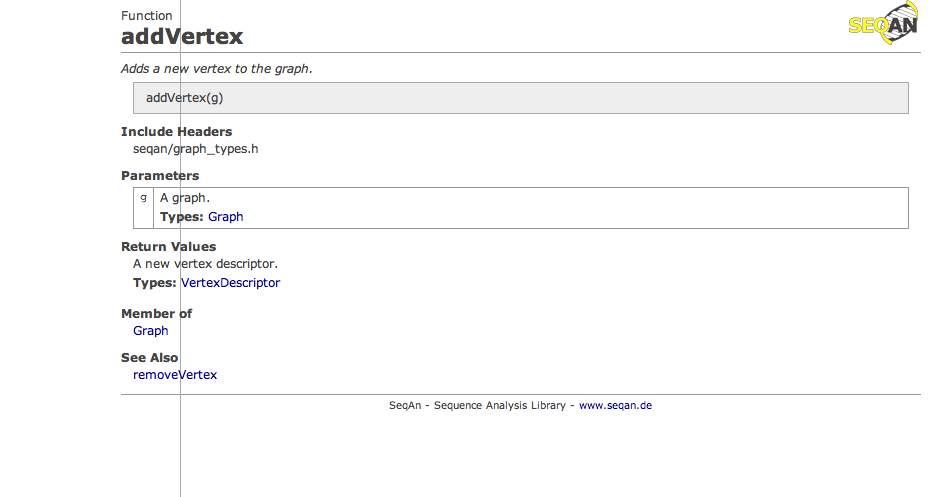 Function
addVertex
SEQAN
Adds a new vertex to the graph.
addVertex(g)
Include Headers
seqan/graph_types.h
Parameters
g A graph.
Types: Graph
Return Values
A new vertex descriptor.
Types: VertexDescriptor
Member of
Graph
See Also
removeVertex
SeqAn - Sequence Analysis Library - www.seqan.de